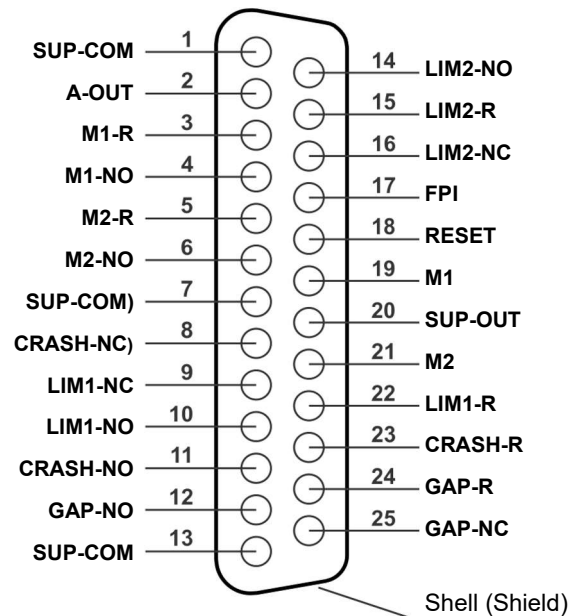 SUP-COM 1
A-OUT 2
M1-R 3
M1-NO 4
M2-R 5
M2-NO 6
SUP-COM) 7
CRASH-NC) 8
LIM1-NC 9
LIM1-NO 10
CRASH-NO 11
GAP-NO 12
SUP-COM 13
14 LIM2-NO
15 LIM2-R
16 LIM2-NC
17 FPI
18 RESET
19 M1
20 SUP-OUT
21 M2
22 LIM1-R
23 CRASH-R
24 GAP-R
25 GAP-NC
Shell (Shield)